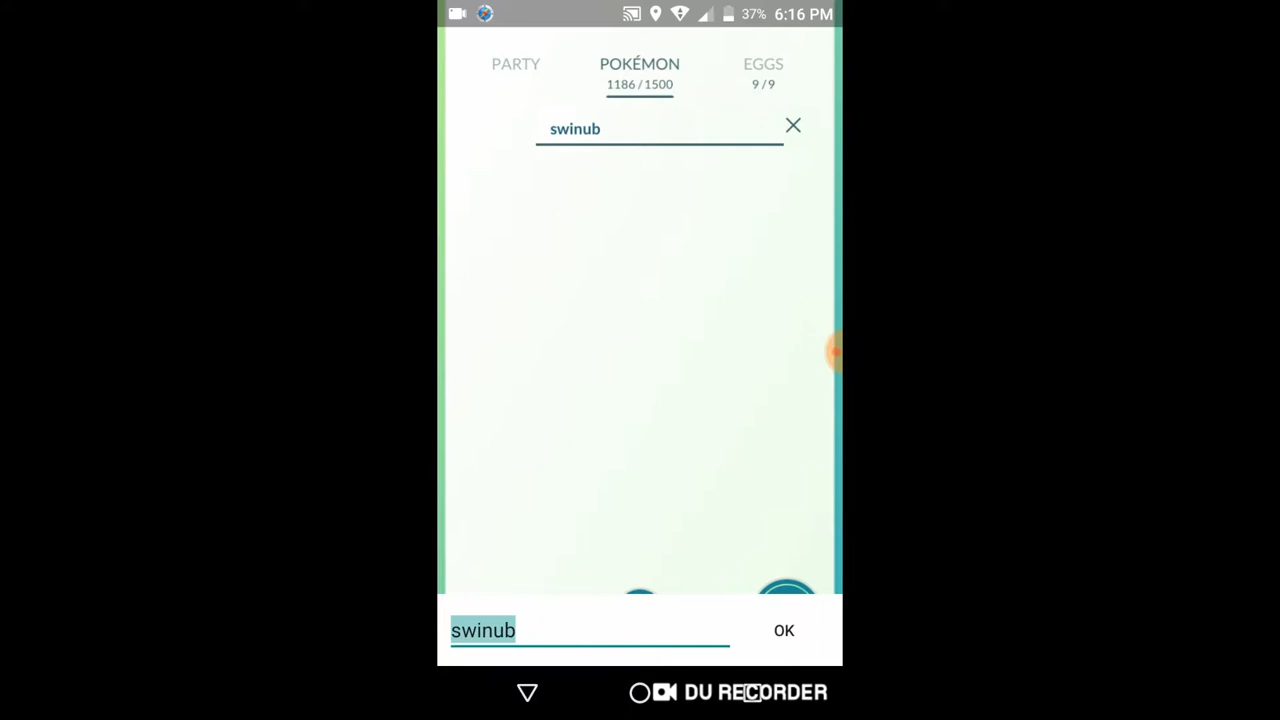 37% 6:16 PM
PARTY POKÉMON EGGS
1186/1500 9/9
swinub
swinub OK
DU RECORDER